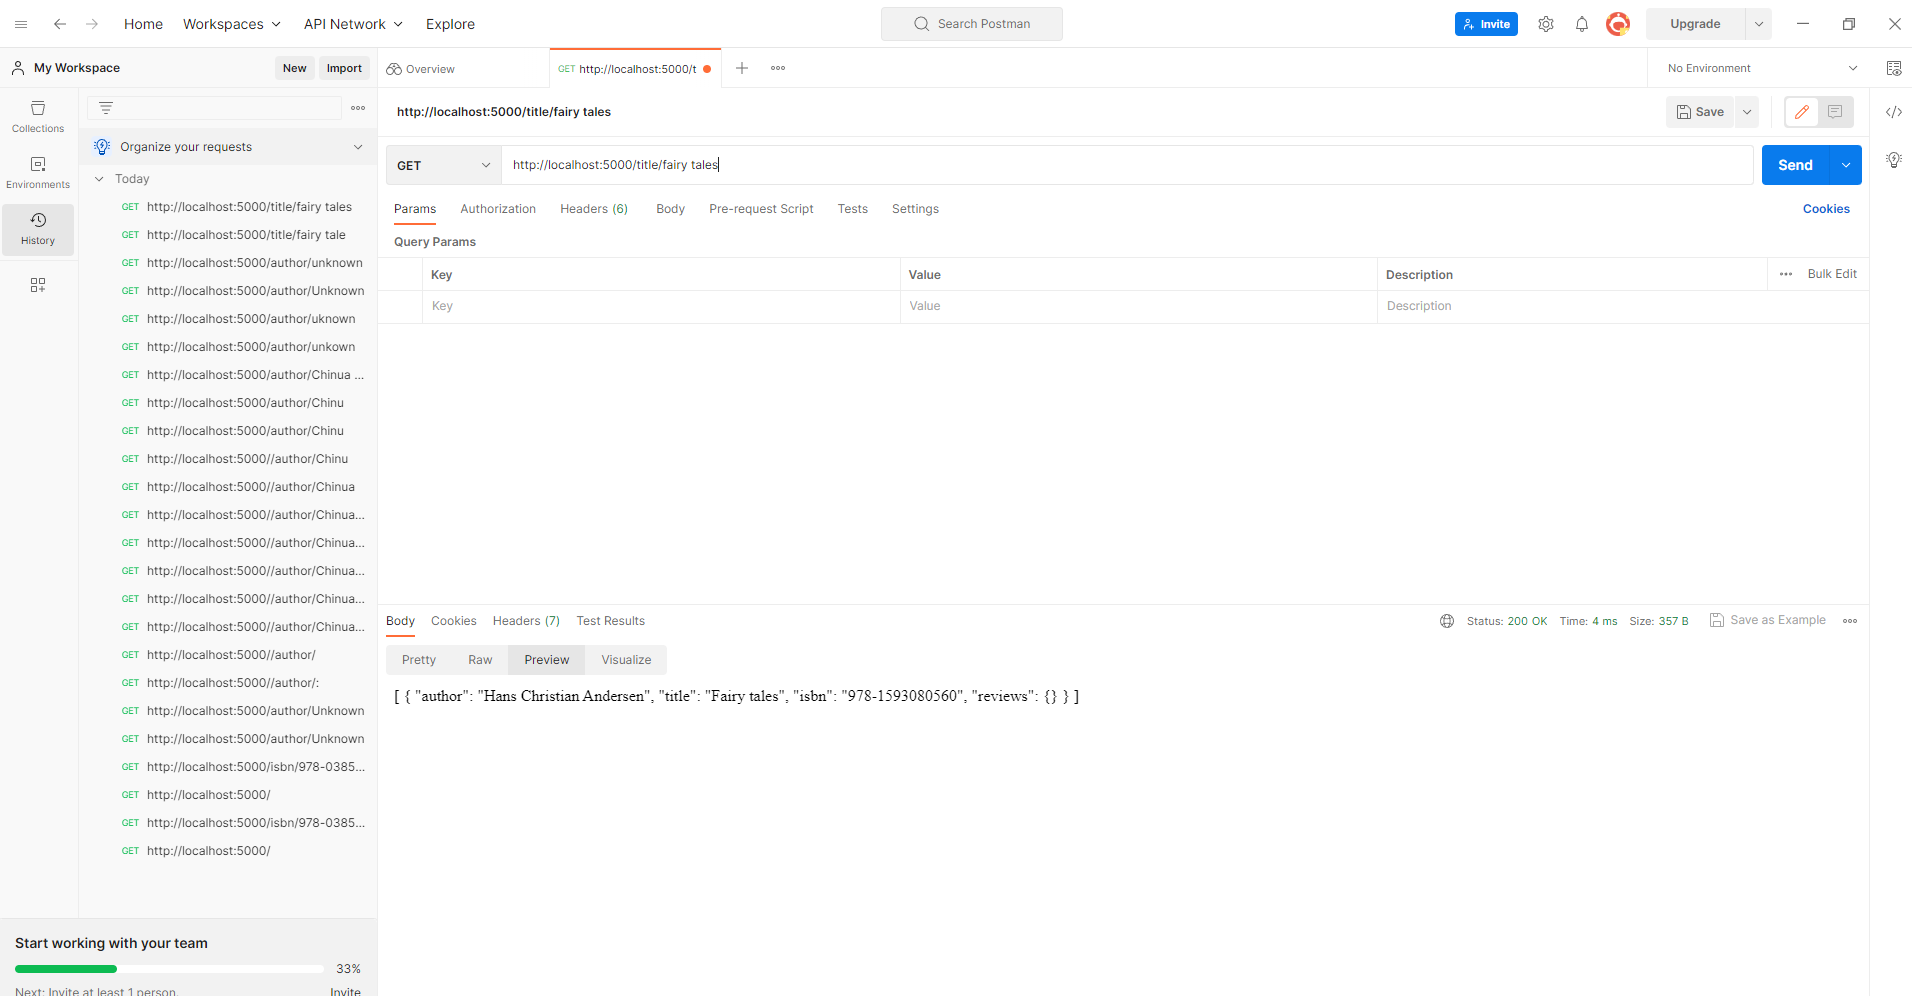 Home Workspaces API Network Explore Search Postman Invite Upgrade
My Workspace New Import Overview GET http://localhost:5000/t No Environment
Collections
Environments
History
Organize your requests
Today
GET http://localhost:5000/title/fairy tales
GET http://localhost:5000/title/fairy tale
GET http://localhost:5000/author/unknown
GET http://localhost:5000/author/Unknown
GET http://localhost:5000/author/uknown
GET http://localhost:5000/author/unkown
GET http://localhost:5000/author/Chinua ...
GET http://localhost:5000/author/Chinu
GET http://localhost:5000/author/Chinu
GET http://localhost:5000//author/Chinu
GET http://localhost:5000//author/Chinua
GET http://localhost:5000//author/Chinua...
GET http://localhost:5000//author/Chinua...
GET http://localhost:5000//author/Chinua...
GET http://localhost:5000//author/Chinua...
GET http://localhost:5000//author/Chinua...
GET http://localhost:5000//author/
GET http://localhost:5000//author/:
GET http://localhost:5000/author/Unknown
GET http://localhost:5000/author/Unknown
GET http://localhost:5000/isbn/978-0385...
GET http://localhost:5000/
GET http://localhost:5000/isbn/978-0385...
GET http://localhost:5000/
Start working with your team
33%
Next: Invite at least 1 person. Invite
http://localhost:5000/title/fairy tales Save
GET http://localhost:5000/title/fairy tales Send
Params Authorization Headers (6) Body Pre-request Script Tests Settings Cookies
Query Params
Key Value Description Bulk Edit
Key Value Description
Body Cookies Headers (7) Test Results Status: 200 OK Time: 4 ms Size: 357 B Save as Example
Pretty Raw Preview Visualize
[ { "author": "Hans Christian Andersen", "title": "Fairy tales", "isbn": "978-1593080560", "reviews": {} } ]